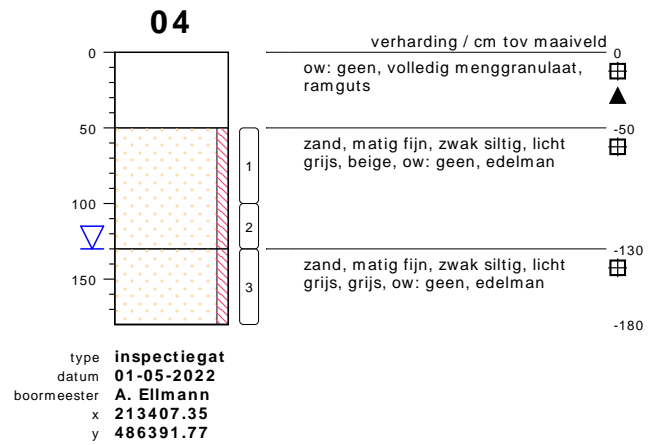 04
verharding / cm tov maaiveld
0
0
ow: geen, volledig menggranulaat,
ramguts
50
-50
zand, matig fijn, zwak siltig, licht
grijs, beige, ow: geen, edelman
1
100
2
-130
zand, matig fijn, zwak siltig, licht
grijs, grijs, ow: geen, edelman
150
3
-180
type inspectiegat
datum 01-05-2022
boormeester A. Ellmann
x 213407.35
y 486391.77